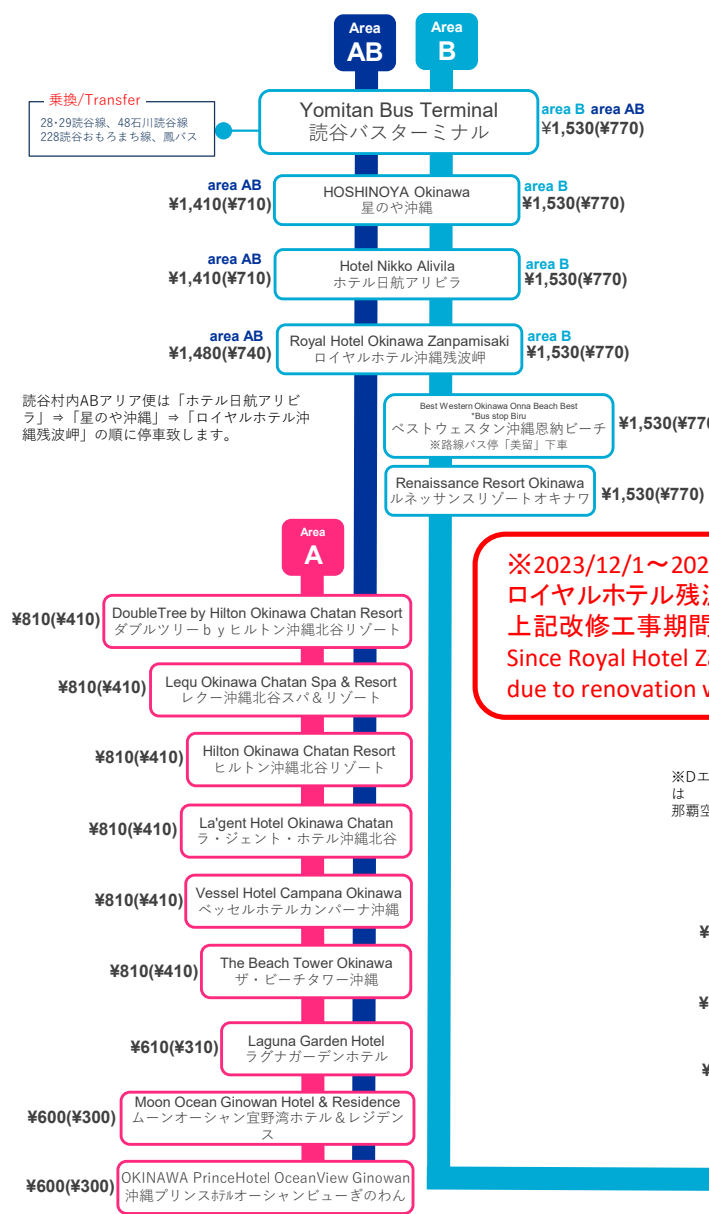 Area
AB
Area
B
乗換/Transfer
28・29読谷線、48石川読谷線
228読谷おもろまち線、鳳バス
Yomitan Bus Terminal
読谷バスターミナル
area B area AB
¥1,530(¥770)
area AB
¥1,410(¥710)
HOSHINOYA Okinawa
星のや沖縄
area B
¥1,530(¥770)
area AB
¥1,410(¥710)
Hotel Nikko Alivila
ホテル日航アリビラ
area B
¥1,530(¥770)
area AB
¥1,480(¥740)
Royal Hotel Okinawa Zanpamisaki
ロイヤルホテル沖縄残波岬
area B
¥1,530(¥770)
読谷村内ABアリア便は「ホテル日航アリビ
ラ」⇒「星のや沖縄」⇒「ロイヤルホテル沖
縄残波岬」の順に停車致します。
Best Western Okinawa Onna Beach Best
*Bus stop Biru
ベストウェスタン沖縄恩納ビーチ
※路線バス停「美留」下車
¥1,530(¥770
Renaissance Resort Okinawa
ルネッサンスリゾートオキナワ
¥1,530(¥770)
Area
A
※2023/12/1～202
ロイヤルホテル残波
上記改修工事期間
Since Royal Hotel Za
due to renovation w
¥810(¥410)
DoubleTree by Hilton Okinawa Chatan Resort
ダブルツリーｂｙヒルトン沖縄北谷リゾート
¥810(¥410)
Lequ Okinawa Chatan Spa & Resort
レクー沖縄北谷スパ＆リゾート
¥810(¥410)
Hilton Okinawa Chatan Resort
ヒルトン沖縄北谷リゾート
※Dエ
は
那覇空
¥810(¥410)
La'gent Hotel Okinawa Chatan
ラ・ジェント・ホテル沖縄北谷
¥810(¥410)
Vessel Hotel Campana Okinawa
ベッセルホテルカンパーナ沖縄
¥
¥810(¥410)
The Beach Tower Okinawa
ザ・ビーチタワー沖縄
¥
¥610(¥310)
Laguna Garden Hotel
ラグナガーデンホテル
¥
¥600(¥300)
Moon Ocean Ginowan Hotel & Residence
ムーンオーシャン宜野湾ホテル＆レジデン
ス
¥600(¥300)
OKINAWA PrinceHotel OceanView Ginowan
沖縄プリンスﾎﾃﾙオーシャンビューぎのわん